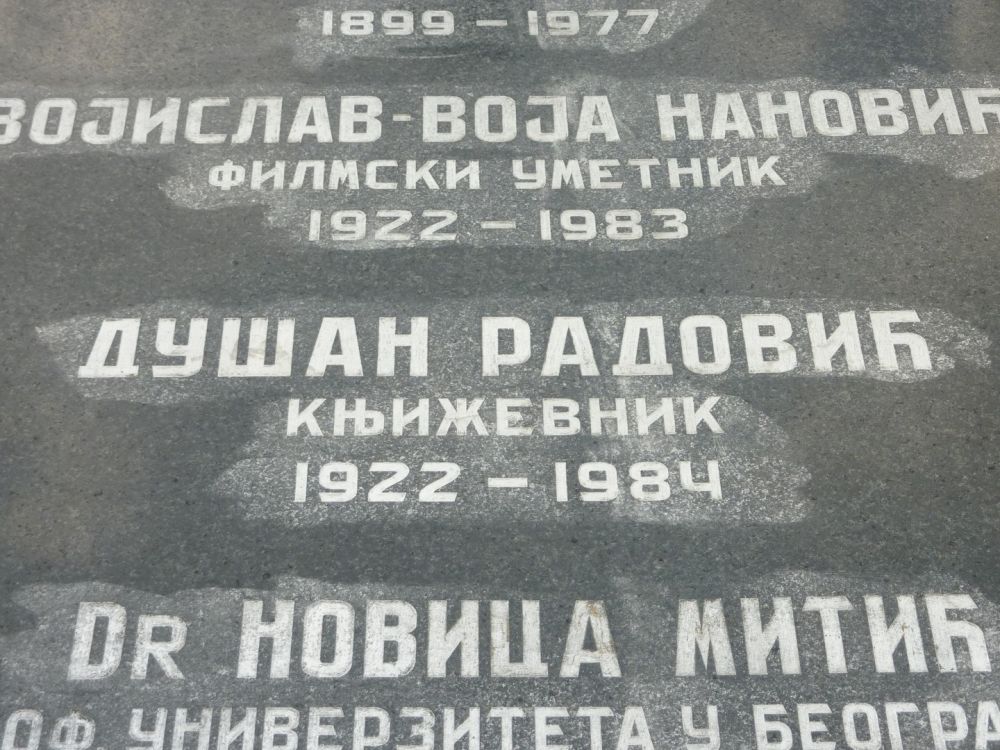 1899 – 1977
ВОЈИСЛАВ-ВОЈА НАНОВИЋ
ФИЛМСКИ УМЕТНИК
1922 – 1983
ДУШАН РАДОВИЋ
КЊИЖЕВНИК
1922 – 1984
DR НОВИЦА МИТИЋ
УНИВЕРЗИТЕТА У